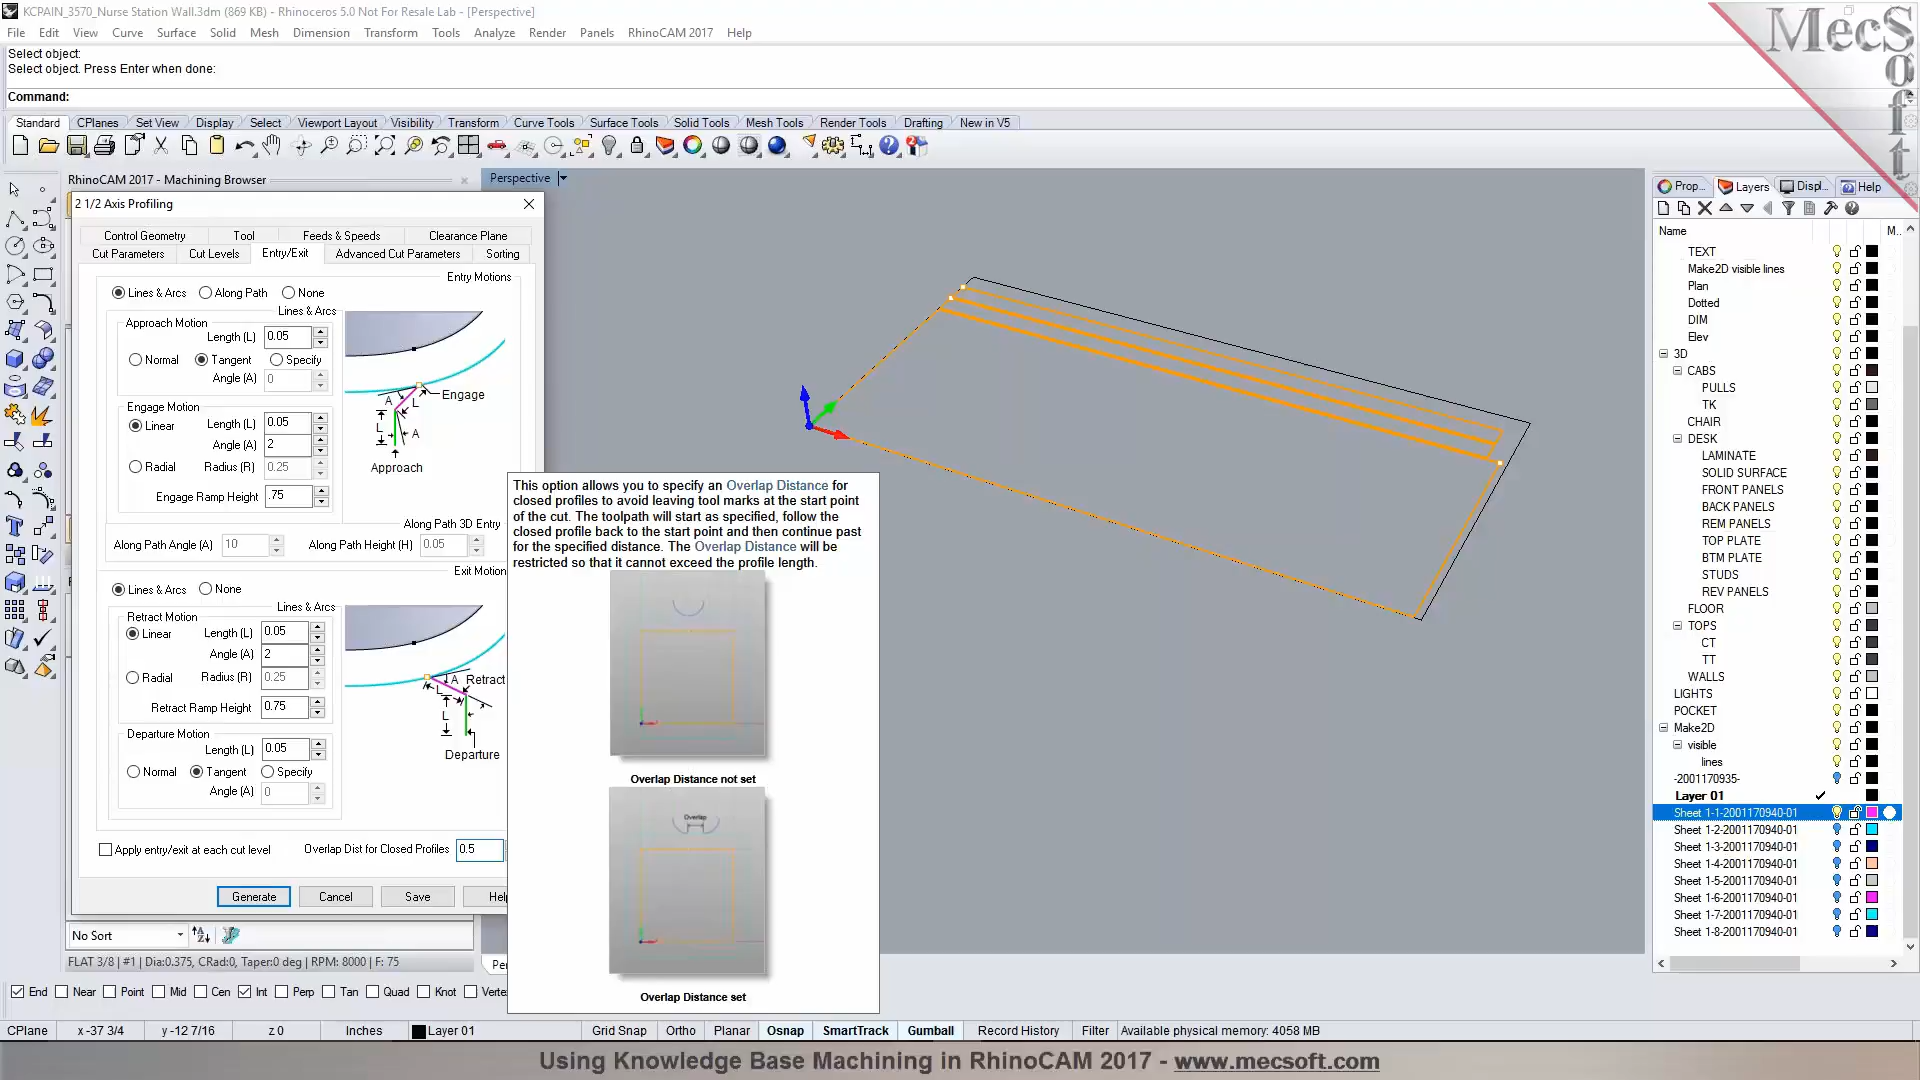 KCPAIN_3570_Nurse Station Wall.3dm (869 KB) - Rhinoceros 5.0 Not For Resale Lab - [Perspective]
File Edit View Curve Surface Solid Mesh Dimension Transform Tools Analyze Render Panels RhinoCAM 2017 Help
MecSoft
Select object:
Select object. Press Enter when done:
Command:
Standard CPlanes Set View Display Select Viewport Layout Visibility Transform Curve Tools Surface Tools Solid Tools Mesh Tools Render Tools Drafting New in V5
RhinoCAM 2017 - Machining Browser
Perspective
2 1/2 Axis Profiling
Control Geometry Tool Feeds & Speeds Clearance Plane
Cut Parameters Cut Levels Entry/Exit Advanced Cut Parameters Sorting
Entry Motions
Lines & Arcs Along Path None
Lines & Arcs
Approach Motion
Length (L) 0.05
Normal Tangent Specify
Angle (A) 0
Engage Motion
Linear Length (L) 0.05
Angle (A) 2
Radial Radius (R) 0.25
Engage Ramp Height .75
A L Engage
L A
Approach
Along Path 3D Entry
Along Path Angle (A) 10 Along Path Height (H) 0.05
Exit Motion
Lines & Arcs None
Lines & Arcs
Retract Motion
Linear Length (L) 0.05
Angle (A) 2
Radial Radius (R) 0.25
Retract Ramp Height 0.75
Departure Motion
Length (L) 0.05
Normal Tangent Specify
Angle (A) 0
A Retract
L
L
Departure
Apply entry/exit at each cut level Overlap Dist for Closed Profiles 0.5
Generate Cancel Save Help
This option allows you to specify an Overlap Distance for
closed profiles to avoid leaving tool marks at the start point
of the cut. The toolpath will start as specified, follow the
closed profile back to the start point and then continue past
for the specified distance. The Overlap Distance will be
restricted so that it cannot exceed the profile length.
Overlap Distance not set
Overlap
Overlap Distance set
No Sort
FLAT 3/8 | #1 | Dia:0.375, CRad:0, Taper:0 deg | RPM: 8000 | F: 75
Prop... Layers Displ... Help
Name M..
TEXT
Make2D visible lines
Plan
Dotted
DIM
Elev
3D
CABS
PULLS
TK
CHAIR
DESK
LAMINATE
SOLID SURFACE
FRONT PANELS
BACK PANELS
REM PANELS
TOP PLATE
BTM PLATE
STUDS
REV PANELS
FLOOR
TOPS
CT
TT
WALLS
LIGHTS
POCKET
Make2D
visible
lines
-2001170935-
Layer 01
Sheet 1-1-2001170940-01
Sheet 1-2-2001170940-01
Sheet 1-3-2001170940-01
Sheet 1-4-2001170940-01
Sheet 1-5-2001170940-01
Sheet 1-6-2001170940-01
Sheet 1-7-2001170940-01
Sheet 1-8-2001170940-01
End Near Point Mid Cen Int Perp Tan Quad Knot Verte
CPlane x -37 3/4 y -12 7/16 z 0 Inches Layer 01 Grid Snap Ortho Planar Osnap SmartTrack Gumball Record History Filter Available physical memory: 4058 MB
Using Knowledge Base Machining in RhinoCAM 2017 - www.mecsoft.com